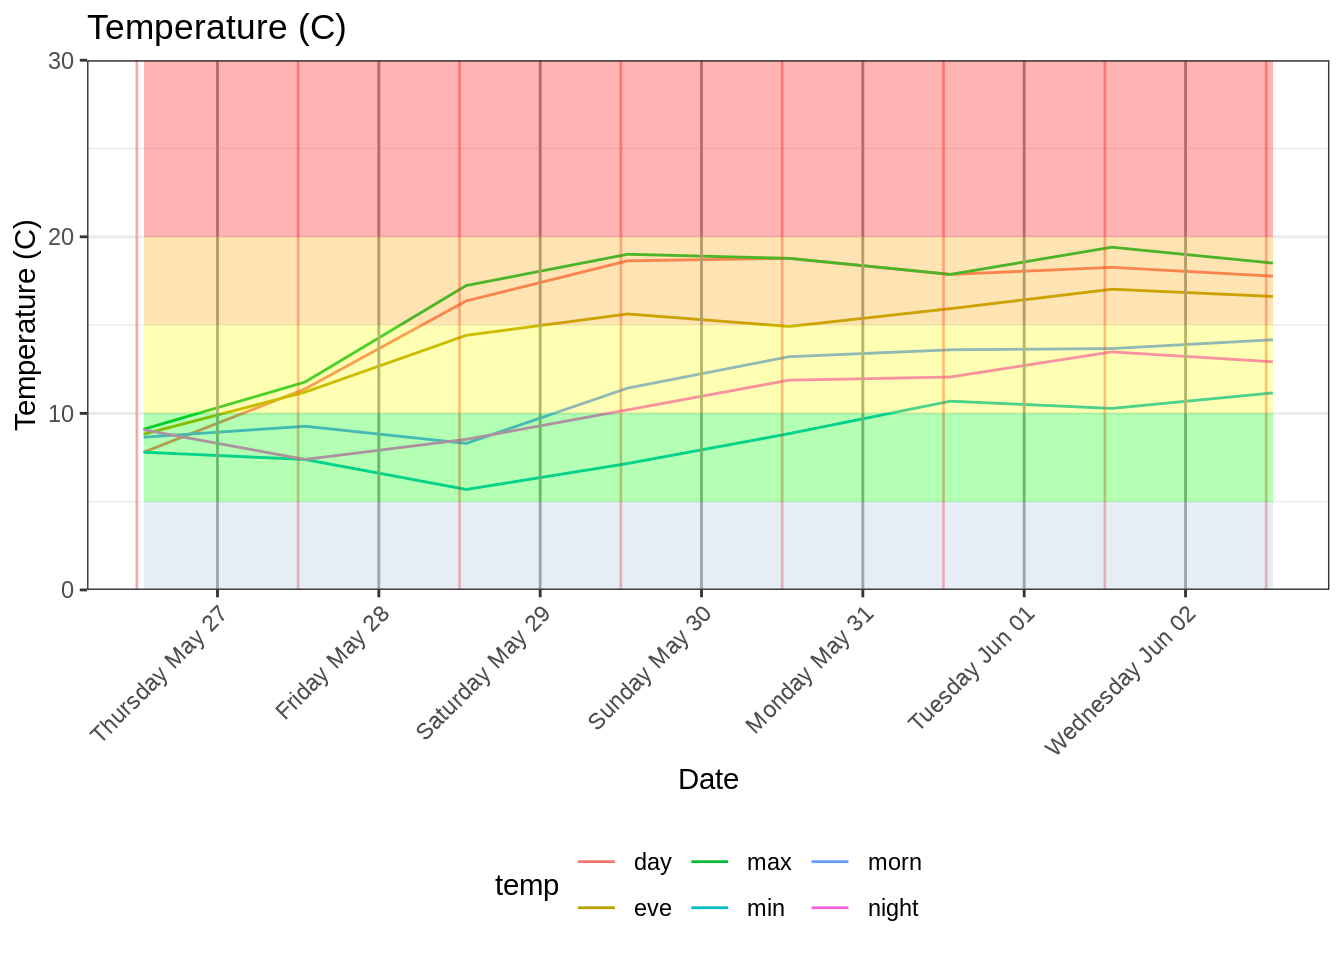 Temperature (C)
30
20
10
0
Temperature (C)
Thursday May 27
Friday May 28
Saturday May 29
Sunday May 30
Monday May 31
Tuesday Jun 01
Wednesday Jun 02
Date
temp
day max morn
eve min night